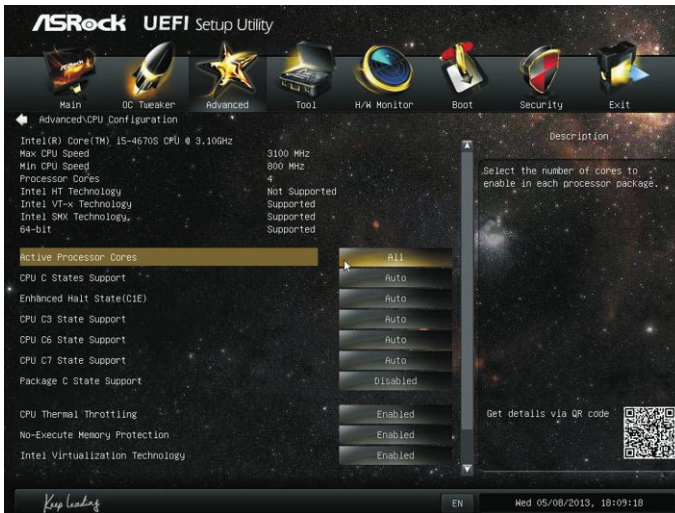 ASRock UEFI Setup Utility
Main OC Tweaker Advanced Tool H/W Monitor Boot Security Exit
Advanced\CPU Configuration
Description
Intel(R) Core(TM) i5-4670S CPU @ 3.10GHz
Max CPU Speed 3100 MHz
Min CPU Speed 800 MHz
Processor Cores 4
Intel HT Technology Not Supported
Intel VT-x Technology Supported
Intel SMX Technology Supported
64-bit Supported
Select the number of cores to
enable in each processor package.
Active Processor Cores All
CPU C States Support Auto
Enhanced Halt State(C1E) Auto
CPU C3 State Support Auto
CPU C6 State Support Auto
CPU C7 State Support Auto
Package C State Support Disabled
CPU Thermal Throttling Enabled
No-Execute Memory Protection Enabled
Intel Virtualization Technology Enabled
Get details via QR code
Keep Leading
EN
Wed 05/08/2013, 18:09:18